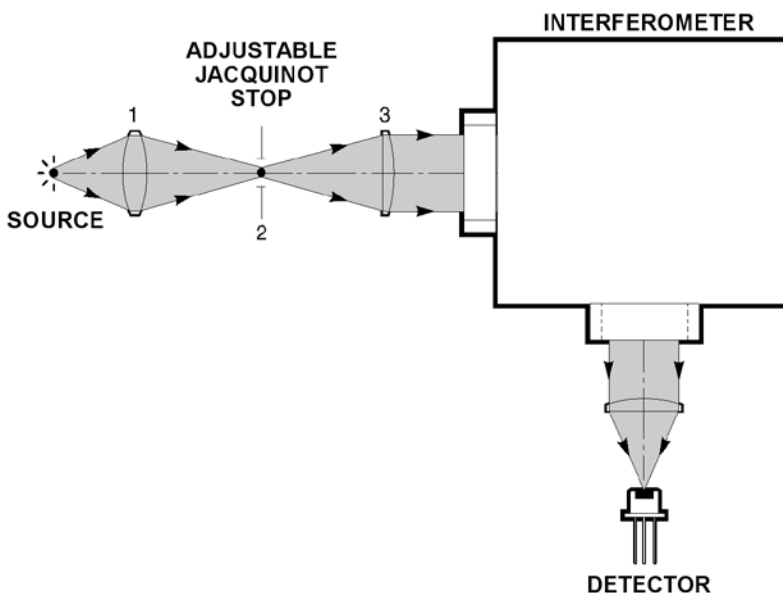 INTERFEROMETER
ADJUSTABLE
JACQUINOT
STOP
1
3
SOURCE
2
DETECTOR